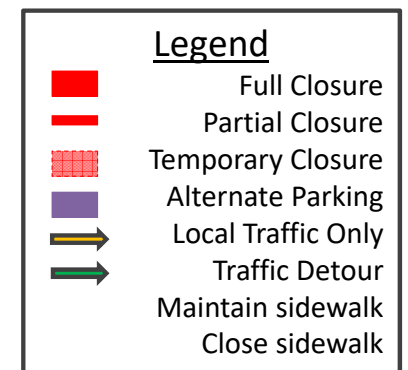 Legend
Full Closure
Partial Closure
Temporary Closure
Alternate Parking
Local Traffic Only
Traffic Detour
Maintain sidewalk
Close sidewalk